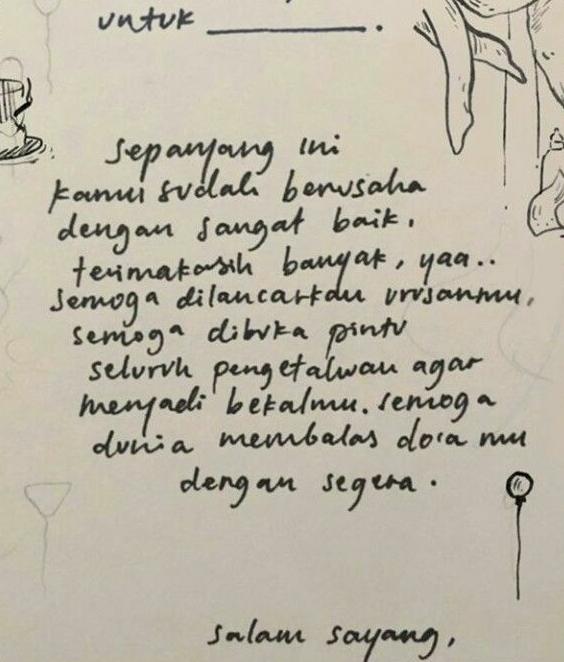 untuk ________.
sepanjang ini
kamu sudah berusaha
dengan sangat baik.
terimakasih banyak, yaa..
semoga dilancarkan urusanmu,
semoga dibuka pintu
seluruh pengetahuan agar
menjadi bekalmu. semoga
dunia membalas do'a mu
dengan segera.
salam sayang,